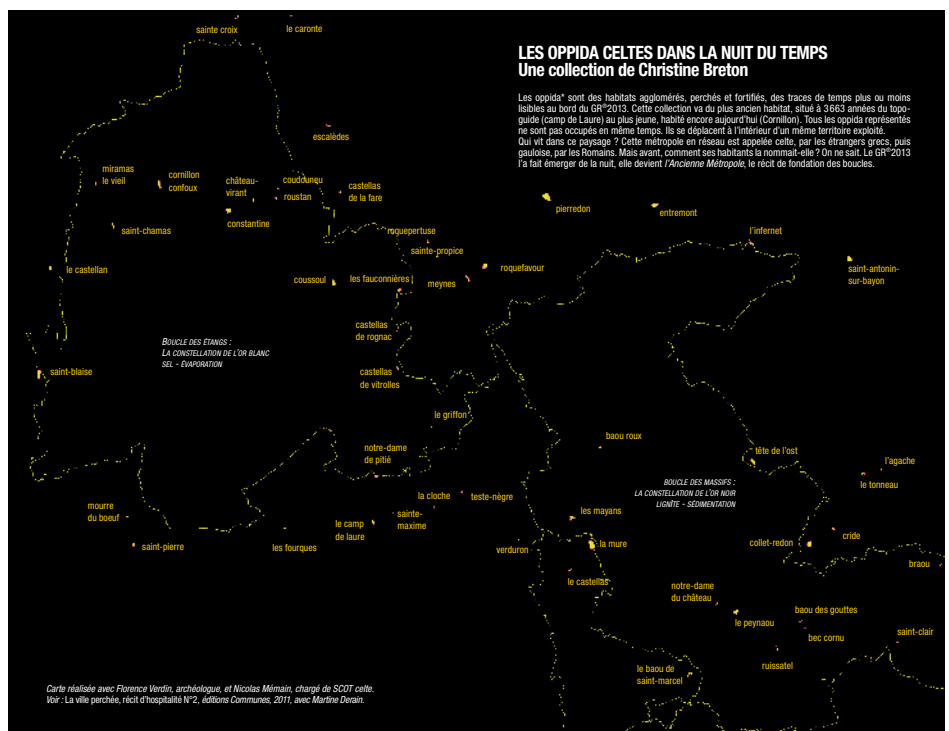 sainte croix
le caronte
LES OPPIDA CELTES DANS LA NUIT DU TEMPS
Une collection de Christine Breton
Les oppida* sont des habitats agglomérés, perchés et fortifiés, des traces de temps plus ou moins
lisibles au bord du GR®2013. Cette collection va du plus ancien habitat, situé à 3663 années du topo-
guide (camp de Laure) au plus jeune, habité encore aujourd'hui (Cornillon). Tous les oppida représentés
ne sont pas occupés en même temps. Ils se déplacent à l'intérieur d'un même territoire exploité.
Qui vit dans ce paysage ? Cette métropole en réseau est appelée celte, par les étrangers grecs, puis
gauloise, par les Romains. Mais avant, comment ses habitants la nommait-elle? On ne sait. Le GR®2013
l'a fait émerger de la nuit, elle devient l'Ancienne Métropole, le récit de fondation des boucles.
escalèdes
miramas
le vieil
cornillon
confoux
château-
virant
coudounèu
roustan
castellas
de la fare
saint-chamas
constantine
pierredon
entremont
roquepertuse
sainte-propice
l'infernet
le castellan
coussoul
les fauconnières
meynes
roquefavour
saint-antonin-
sur-bayon
castellas
de rognac
BOUCLE DES ÉTANGS :
LA CONSTELLATION DE L'OR BLANC
SEL - ÉVAPORATION
saint-blaise
castellas
de vitrolles
le griffon
baou roux
notre-dame
de pitié
tête de l'ost
l'agache
le tonneau
BOUCLE DES MASSIFS :
LA CONSTELLATION DE L'OR NOIR
LIGNITE - SÉDIMENTATION
la cloche
teste-nègre
mourre
du boeuf
sainte-
maxime
le camp
de laure
les mayans
saint-pierre
les fourques
verduron
la mure
collet-redon
cride
braou
le castellas
notre-dame
du château
le peynaou
baou des gouttes
bec cornu
saint-clair
ruissatel
le baou de
saint-marcel
Carte réalisée avec Florence Verdin, archéologue, et Nicolas Mémain, chargé de SCOT celte.
Voir : La ville perchée, récit d'hospitalité N°2, éditions Communes, 2011, avec Martine Derain.